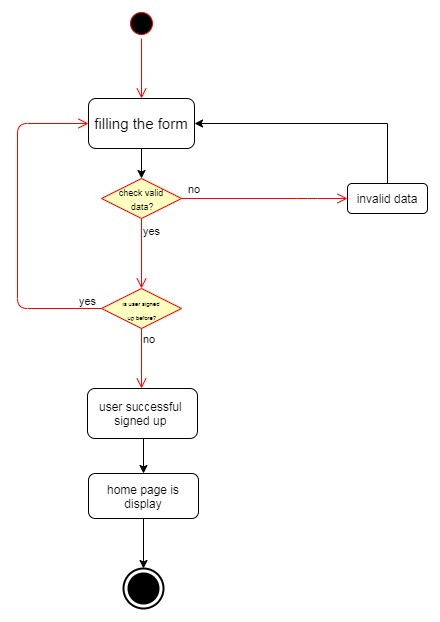 filling the form
check valid
data?
no
invalid data
yes
is user signed
up before?
yes
no
user successful
signed up
home page is
display